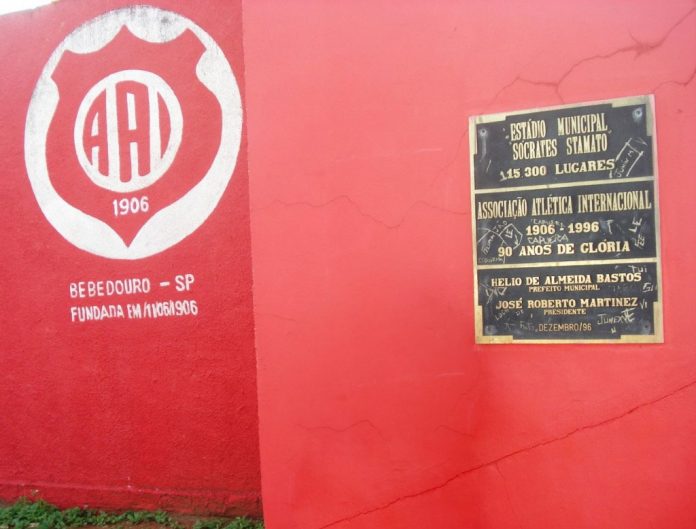 AAI
1906
BEBEDOURO - SP
FUNDADA EM/11/06/1906
"ESTÁDIO MUNICIPAL
SOCRATES STAMATO"
15.300 LUGARES
ASSOCIAÇÃO ATLÉTICA INTERNACIONAL
1906 - 1996
CAPUEIRA
90 ANOS DE GLÓRIA
HELIO DE ALMEIDA BASTOS
PREFEITO MUNICIPAL
JOSÉ ROBERTO MARTINEZ
PRESIDENTE
DEZEMBRO/96